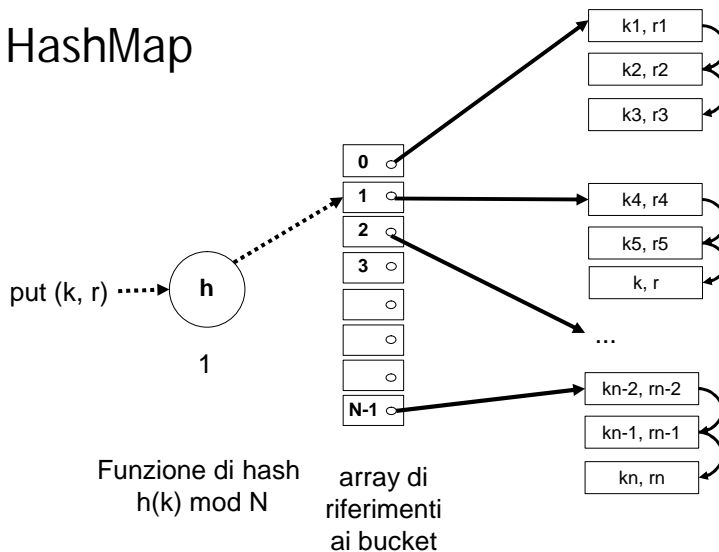 HashMap
k1, r1
k2, r2
k3, r3
0
1
2
3
N-1
k4, r4
k5, r5
k, r
put (k, r)
h
1
...
kn-2, rn-2
kn-1, rn-1
kn, rn
Funzione di hash
h(k) mod N
array di
riferimenti
ai bucket